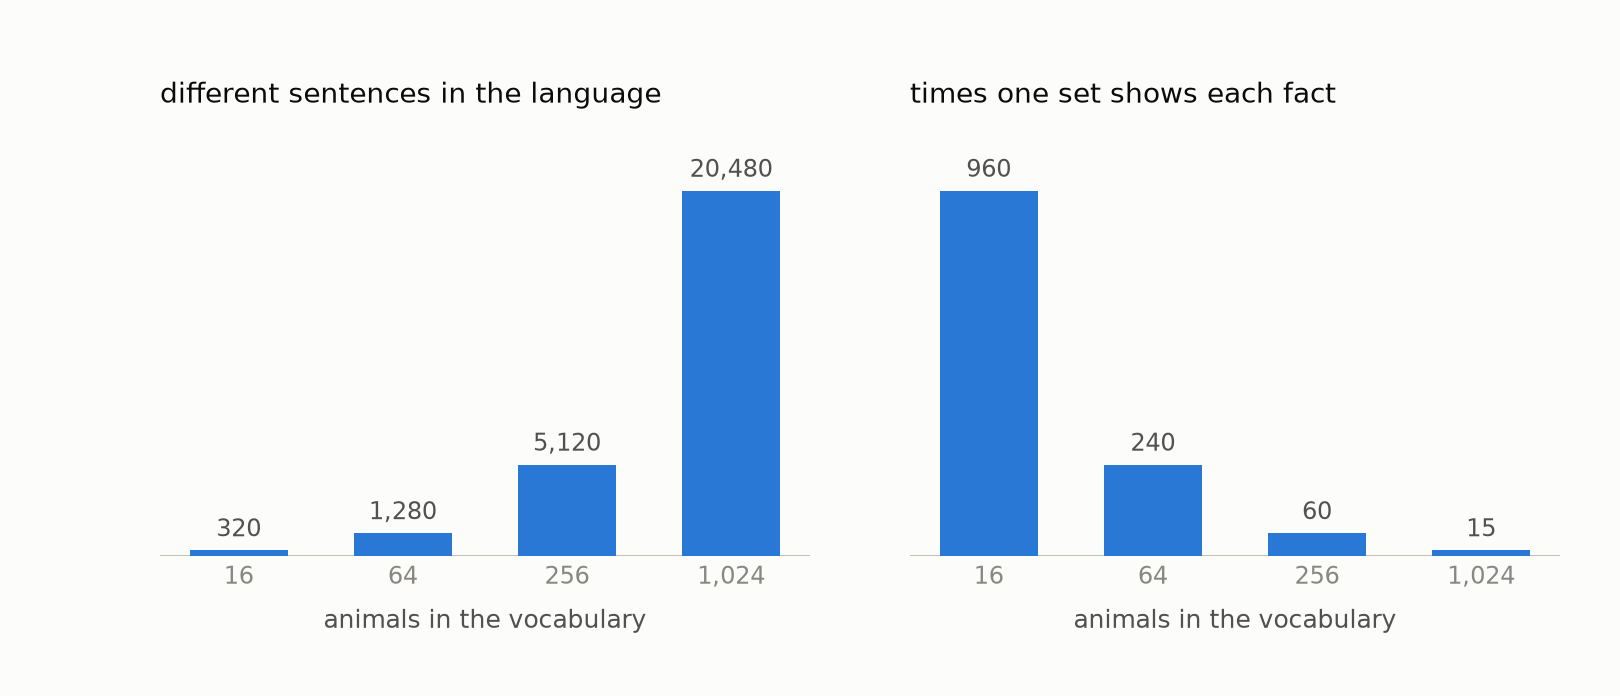 different sentences in the language
20,480
5,120
1,280
320
16 64 256 1,024
animals in the vocabulary
times one set shows each fact
960
240
60
15
16 64 256 1,024
animals in the vocabulary